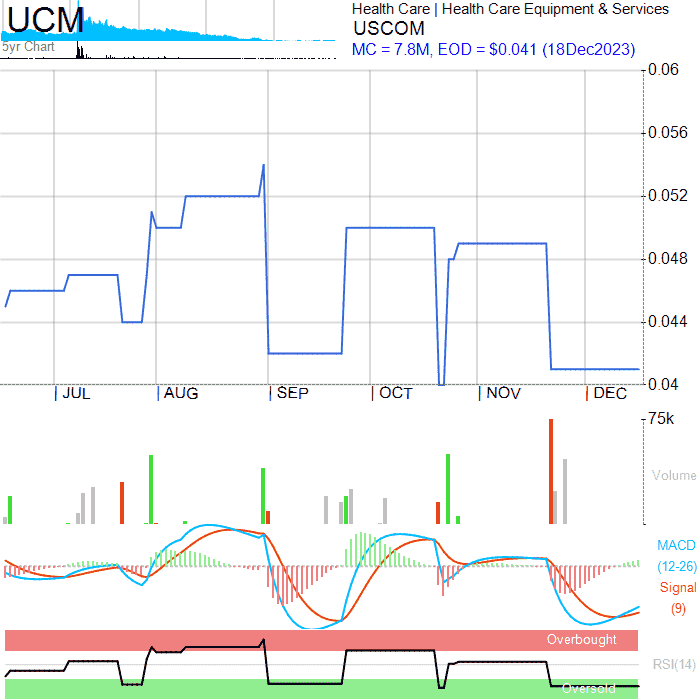 UCM
5yr Chart
Health Care | Health Care Equipment & Services
USCOM
MC = 7.8M, EOD = $0.041 (18Dec2023)
0.06
0.056
0.052
0.048
0.044
0.04
JUL AUG SEP OCT NOV DEC
75k
Volume
MACD
(12-26)
Signal
(9)
Overbought
RSI(14)
Oversold